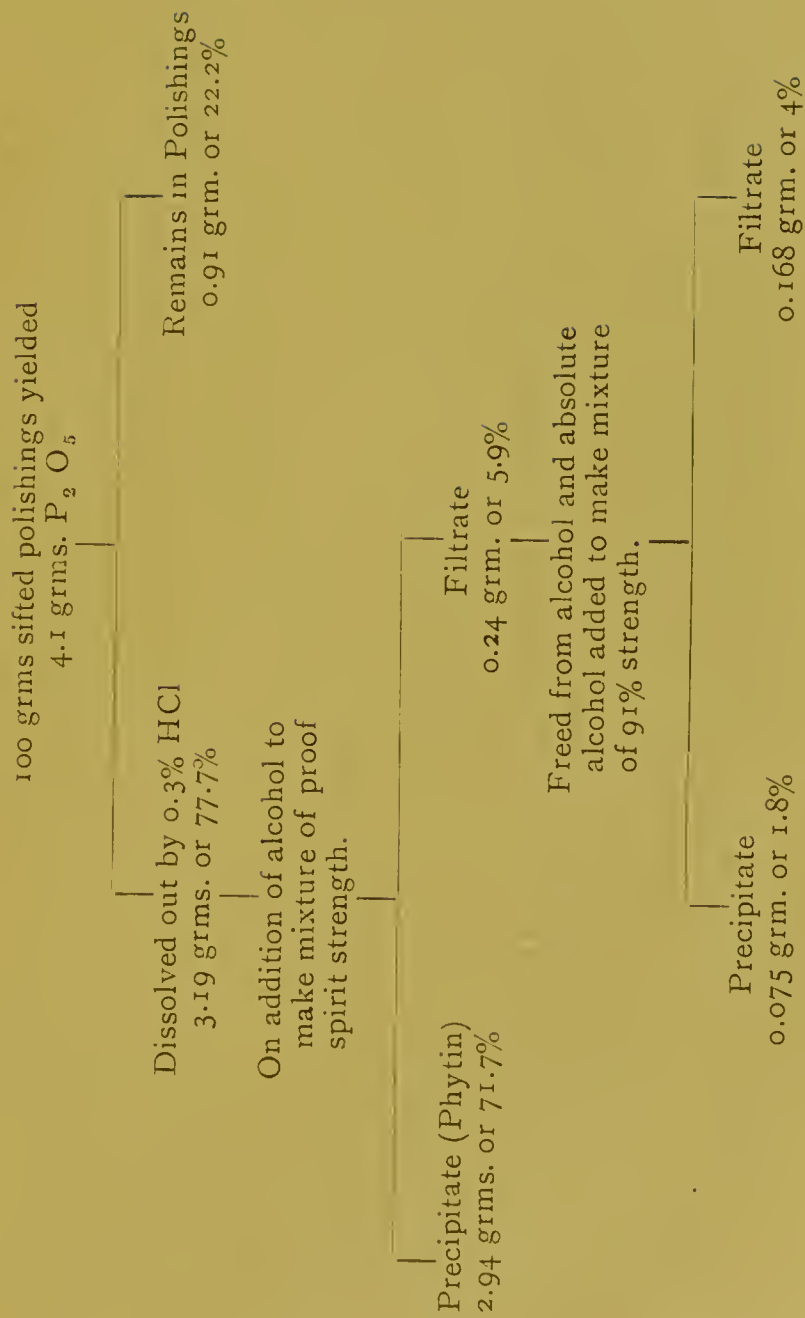 100 grms sifted polishings yielded
4.1 grms. P₂ O₅
Dissolved out by 0.3% HCl
3.19 grms. or 77.7%
Remains in Polishings
0.91 grm. or 22.2%
On addition of alcohol to
make mixture of proof
spirit strength.
Precipitate (Phytin)
2.94 grms. or 71.7%
Filtrate
0.24 grm. or 5.9%
Freed from alcohol and absolute
alcohol added to make mixture
of 91% strength.
Precipitate
0.075 grm. or 1.8%
Filtrate
0.168 grm. or 4%